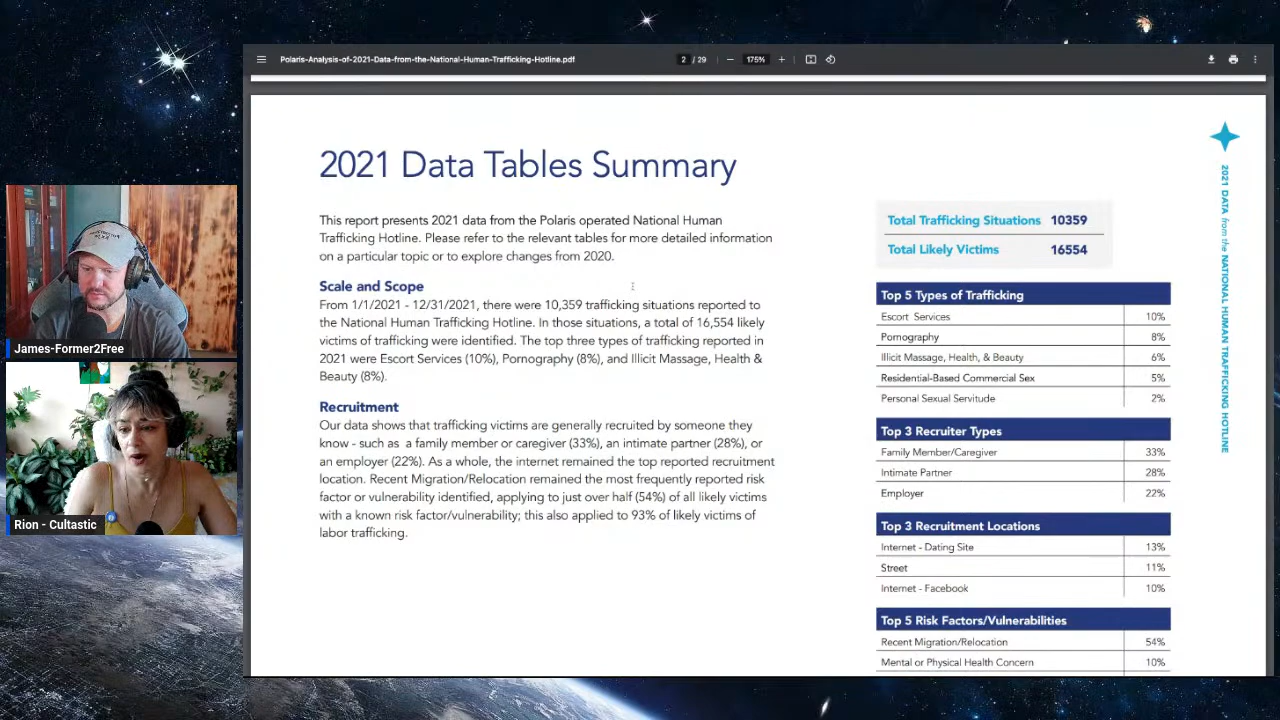 Polaris-Analysis-of-2021-Data-from-the-National-Human-Trafficking-Hotline.pdf
2 / 29
175%
2021 Data Tables Summary
This report presents 2021 data from the Polaris operated National Human
Trafficking Hotline. Please refer to the relevant tables for more detailed information
on a particular topic or to explore changes from 2020.
Scale and Scope
From 1/1/2021 - 12/31/2021, there were 10,359 trafficking situations reported to
the National Human Trafficking Hotline. In those situations, a total of 16,554 likely
victims of trafficking were identified. The top three types of trafficking reported in
2021 were Escort Services (10%), Pornography (8%), and Illicit Massage, Health &
Beauty (8%).
Recruitment
Our data shows that trafficking victims are generally recruited by someone they
know - such as a family member or caregiver (33%), an intimate partner (28%), or
an employer (22%). As a whole, the internet remained the top reported recruitment
location. Recent Migration/Relocation remained the most frequently reported risk
factor or vulnerability identified, applying to just over half (54%) of all likely victims
with a known risk factor/vulnerability; this also applied to 93% of likely victims of
labor trafficking.
Total Trafficking Situations 10359
Total Likely Victims 16554
Top 5 Types of Trafficking
Escort Services 10%
Pornography 8%
Illicit Massage, Health, & Beauty 6%
Residential-Based Commercial Sex 5%
Personal Sexual Servitude 2%
Top 3 Recruiter Types
Family Member/Caregiver 33%
Intimate Partner 28%
Employer 22%
Top 3 Recruitment Locations
Internet - Dating Site 13%
Street 11%
Internet - Facebook 10%
Top 5 Risk Factors/Vulnerabilities
Recent Migration/Relocation 54%
Mental or Physical Health Concern 10%
2021 DATA from the NATIONAL HUMAN TRAFFICKING HOTLINE
James-Former2Free
Rion - Cultastic